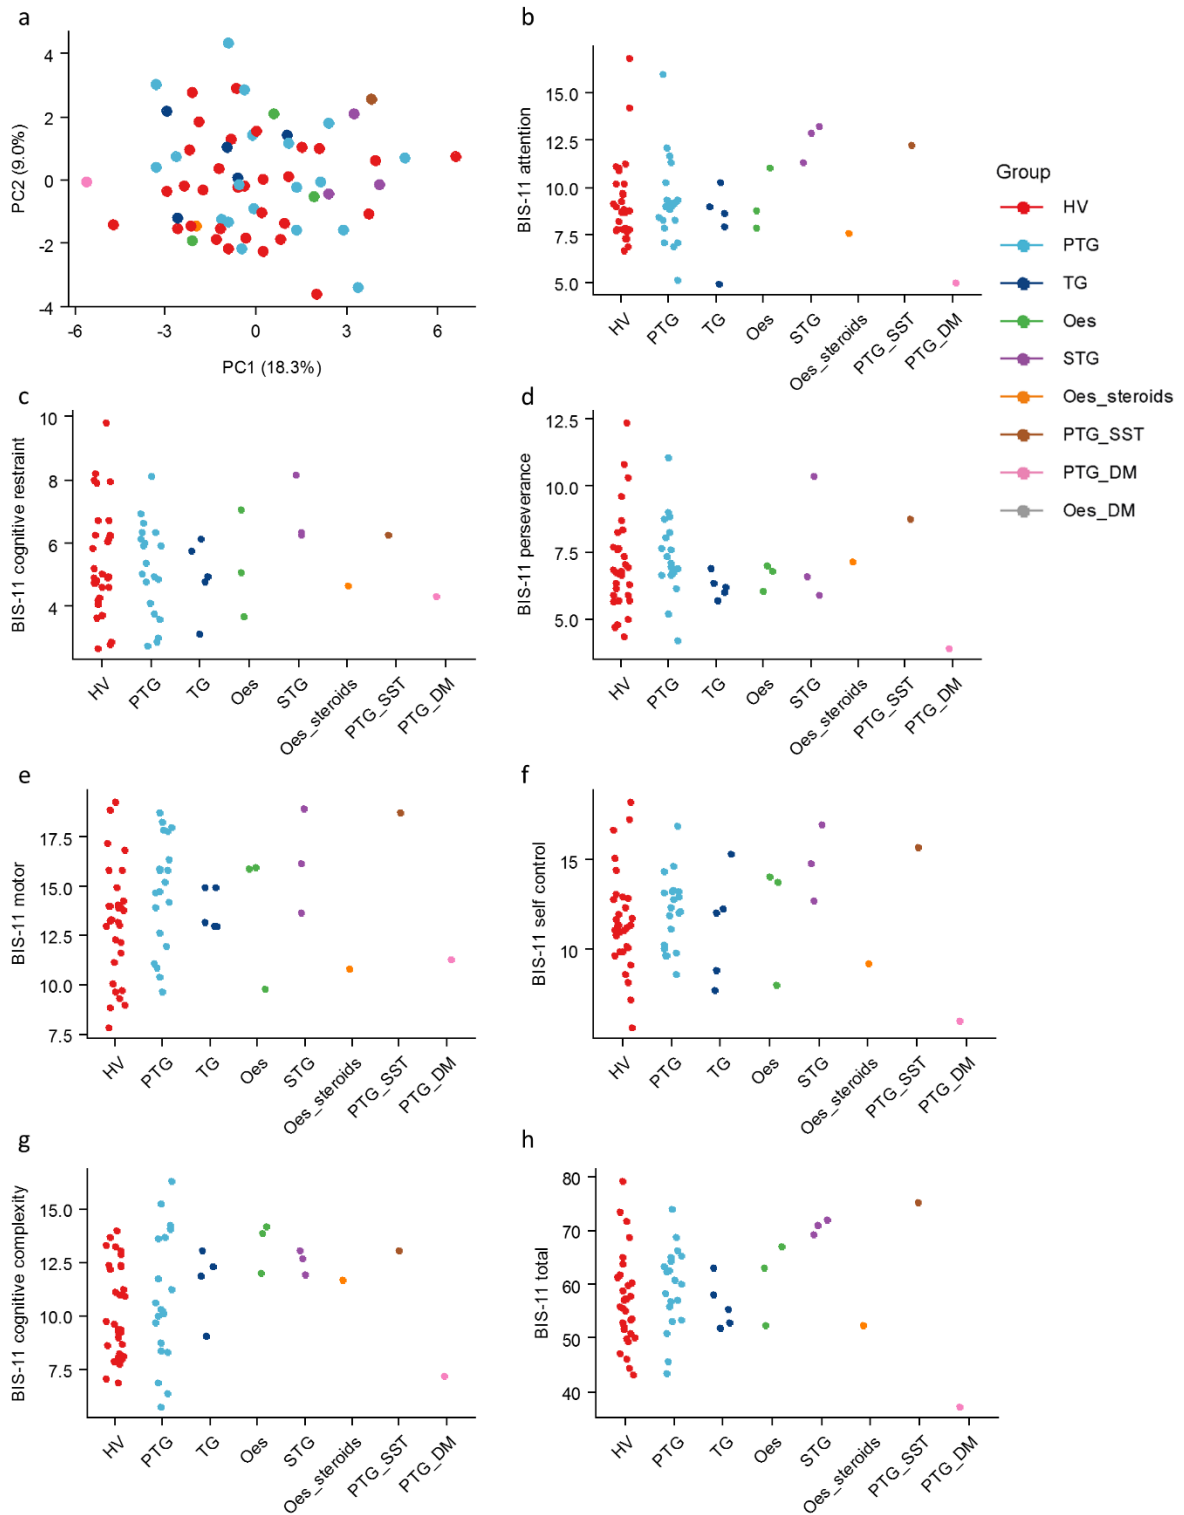 a
4
2
0
-2
-4
-6
-3
0
3
6
PC2 (9.0%)
PC1 (18.3%)
b
15.0
12.5
10.0
7.5
5.0
BIS-11 attention
HV
PTG
TG
Oes
STG
Oes_steroids
PTG_SST
PTG_DM
Group
HV
PTG
TG
Oes
STG
Oes_steroids
PTG_SST
PTG_DM
Oes_DM
c
10
8
6
4
BIS-11 cognitive restraint
HV
PTG
TG
Oes
STG
Oes_steroids
PTG_SST
PTG_DM
d
12.5
10.0
7.5
5.0
BIS-11 perseverance
HV
PTG
TG
Oes
STG
Oes_steroids
PTG_SST
PTG_DM
e
17.5
15.0
12.5
10.0
7.5
BIS-11 motor
HV
PTG
TG
Oes
STG
Oes_steroids
PTG_SST
PTG_DM
f
15
10
BIS-11 self control
HV
PTG
TG
Oes
STG
Oes_steroids
PTG_SST
PTG_DM
g
15.0
12.5
10.0
7.5
BIS-11 cognitive complexity
HV
PTG
TG
Oes
STG
Oes_steroids
PTG_SST
PTG_DM
h
80
70
60
50
40
BIS-11 total
HV
PTG
TG
Oes
STG
Oes_steroids
PTG_SST
PTG_DM